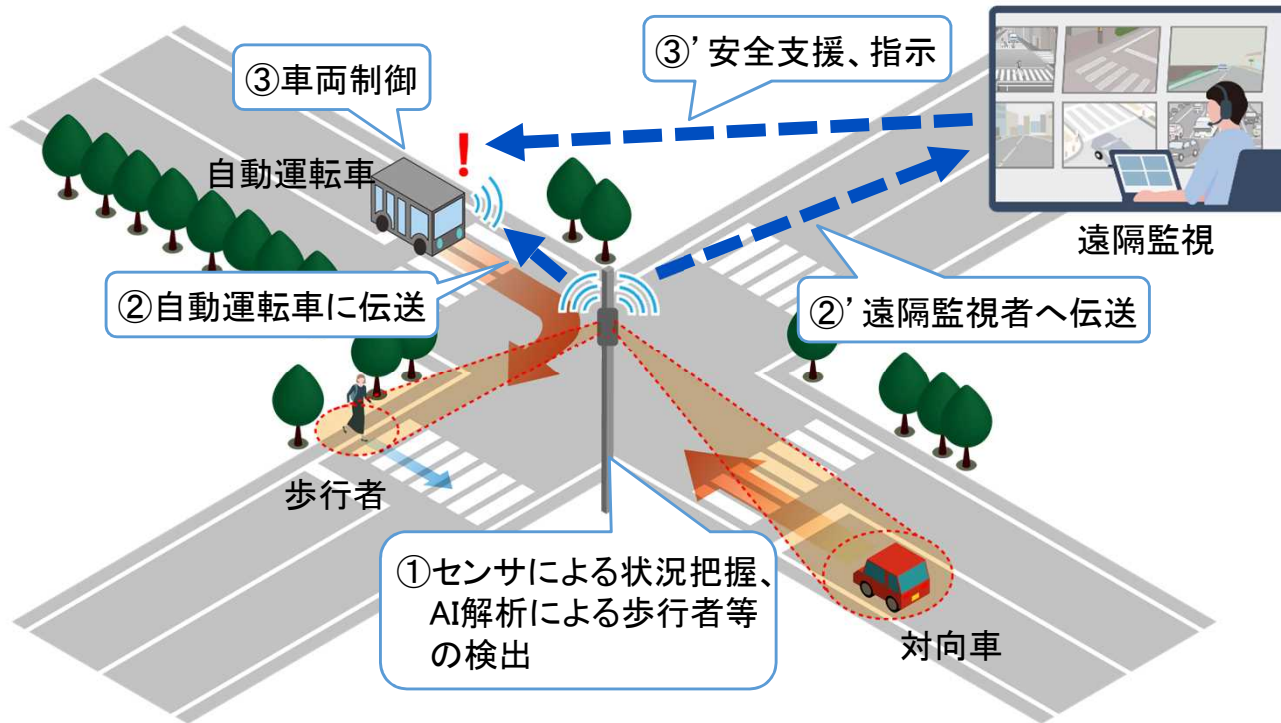 ③’安全支援、指示
③車両制御
自動運転車
遠隔監視
②自動運転車に伝送
②’遠隔監視者へ伝送
歩行者
①センサによる状況把握、
AI解析による歩行者等
の検出
対向車